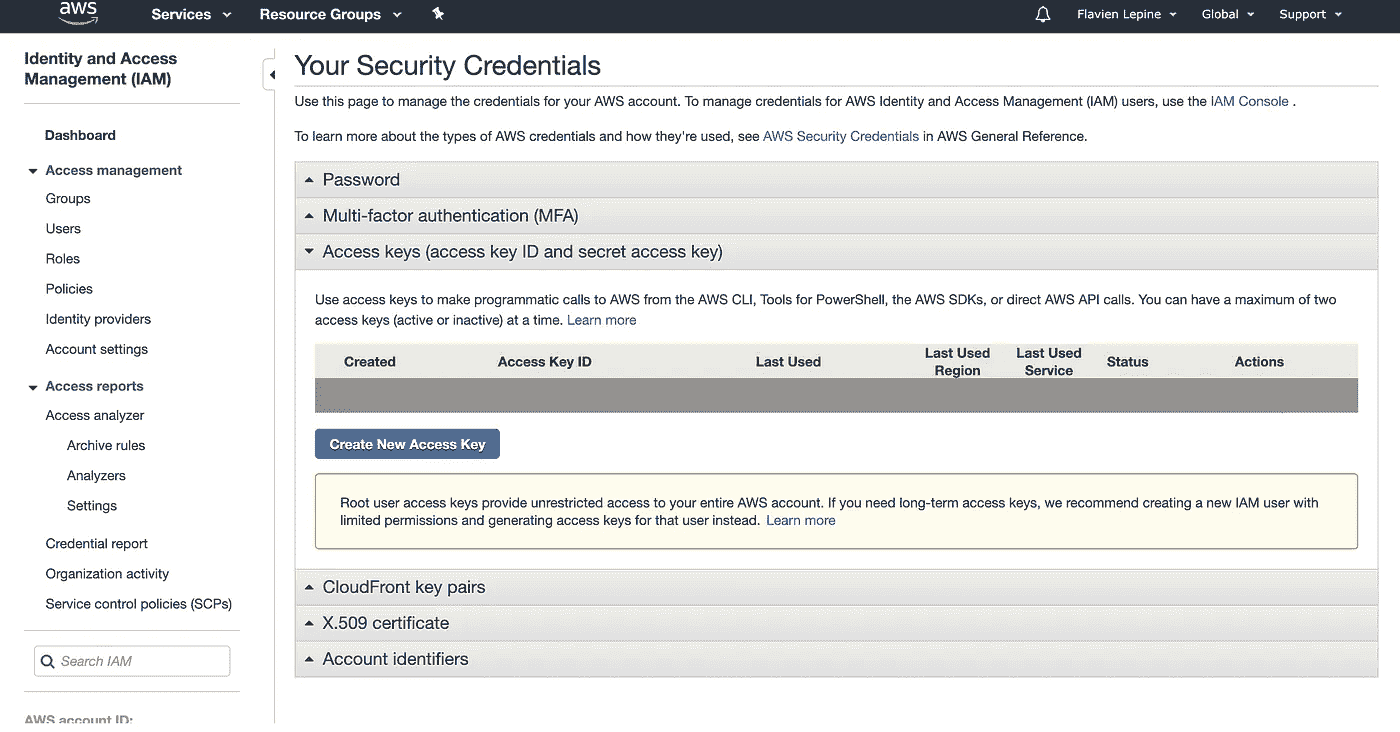 aws
Services
Resource Groups
Flavien Lepine
Global
Support
Identity and Access
Management (IAM)
Dashboard
Access management
Groups
Users
Roles
Policies
Identity providers
Account settings
Access reports
Access analyzer
Archive rules
Analyzers
Settings
Credential report
Organization activity
Service control policies (SCPs)
Search IAM
AWS account ID:
Your Security Credentials
Use this page to manage the credentials for your AWS account. To manage credentials for AWS Identity and Access Management (IAM) users, use the IAM Console .
To learn more about the types of AWS credentials and how they're used, see AWS Security Credentials in AWS General Reference.
Password
Multi-factor authentication (MFA)
Access keys (access key ID and secret access key)
Use access keys to make programmatic calls to AWS from the AWS CLI, Tools for PowerShell, the AWS SDKs, or direct AWS API calls. You can have a maximum of two
access keys (active or inactive) at a time. Learn more
Created
Access Key ID
Last Used
Last Used
Region
Last Used
Service
Status
Actions
Create New Access Key
Root user access keys provide unrestricted access to your entire AWS account. If you need long-term access keys, we recommend creating a new IAM user with
limited permissions and generating access keys for that user instead. Learn more
CloudFront key pairs
X.509 certificate
Account identifiers